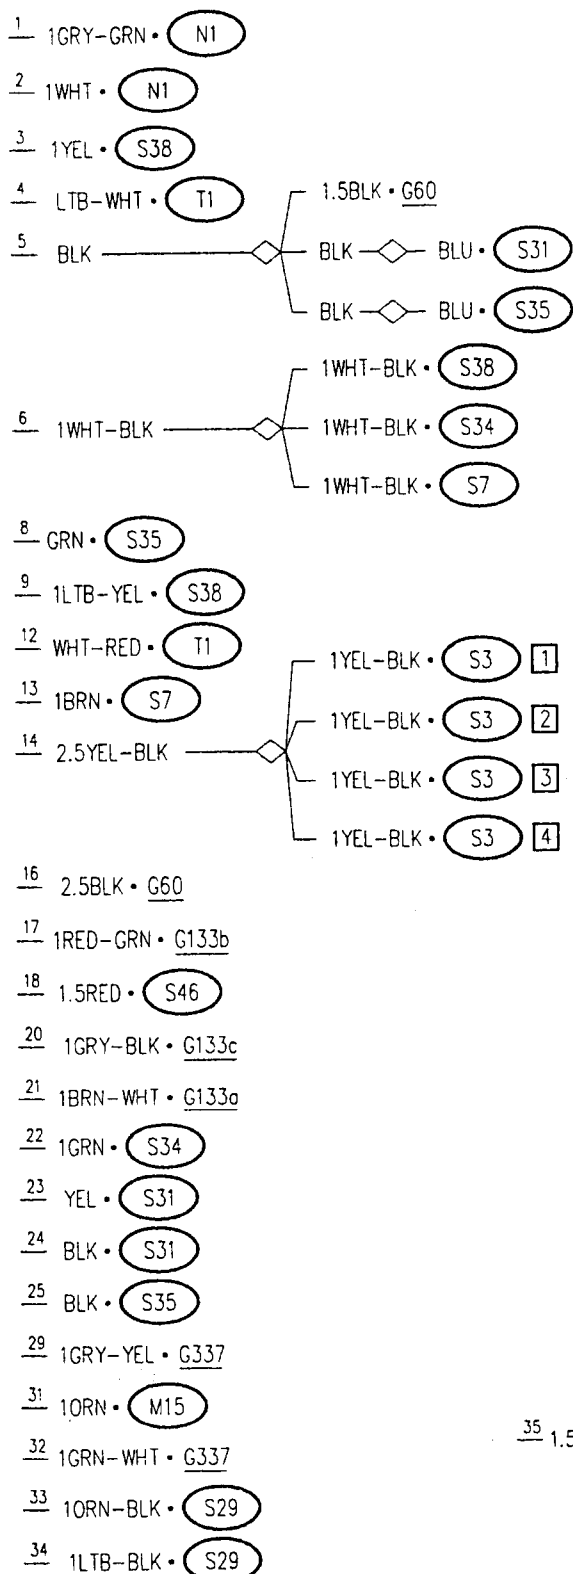 1 1GRY-GRN • N1
2 1WHT • N1
3 1YEL • S38
4 LTB-WHT • T1
1.5BLK • G60
5 BLK BLK BLU • S31
BLK BLU • S35
1WHT-BLK • S38
6 1WHT-BLK 1WHT-BLK • S34
1WHT-BLK • S7
8 GRN • S35
9 1LTB-YEL • S38
12 WHT-RED • T1
1YEL-BLK • S3 1
13 1BRN • S7
1YEL-BLK • S3 2
14 2.5YEL-BLK
1YEL-BLK • S3 3
1YEL-BLK • S3 4
16 2.5BLK • G60
17 1RED-GRN • G133b
18 1.5RED • S46
20 1GRY-BLK • G133c
21 1BRN-WHT • G133a
22 1GRN • S34
23 YEL • S31
24 BLK • S31
25 BLK • S35
29 1GRY-YEL • G337
31 1ORN • M15
32 1GRN-WHT • G337
35 1.5
33 1ORN-BLK • S29
34 1LTB-BLK • S29